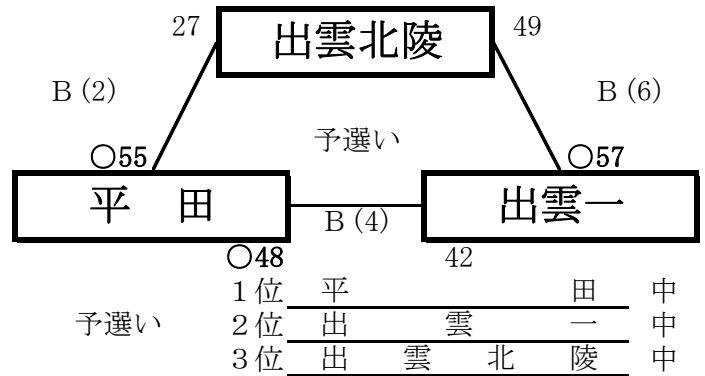 27 出雲北陵 49
B (2) B (6)
予選い
○55 ○57
平 田 出雲一
B (4)
○48 42
1位 平 田 中
予選い 2位 出 雲 一 中
3位 出 雲 北 陵 中